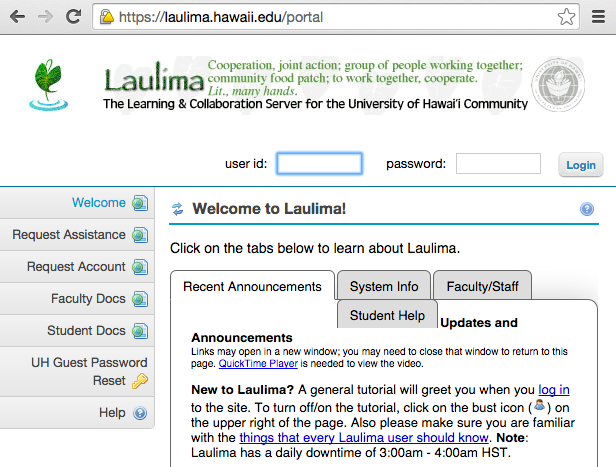 https://laulima.hawaii.edu/portal
Laulima
Cooperation, joint action; group of people working together;
community food patch; to work together, cooperate.
Lit., many hands.
The Learning & Collaboration Server for the University of Hawai'i Community
user id:
password:
Login
Welcome
Request Assistance
Request Account
Faculty Docs
Student Docs
UH Guest Password
Reset
Help
Welcome to Laulima!
Click on the tabs below to learn about Laulima.
Recent Announcements
System Info
Faculty/Staff
Student Help
Updates and
Announcements
Links may open in a new window; you may need to close that window to return to this
page. QuickTime Player is needed to view the video.
New to Laulima? A general tutorial will greet you when you log in
to the site. To turn off/on the tutorial, click on the bust icon ( ) on
the upper right of the page. Also please make sure you are familiar
with the things that every Laulima user should know. Note:
Laulima has a daily downtime of 3:00am - 4:00am HST.